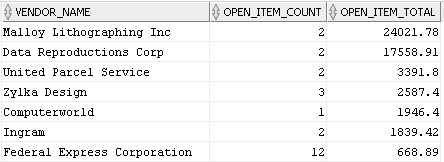 VENDOR_NAME OPEN_ITEM_COUNT OPEN_ITEM_TOTAL
Malloy Lithographing Inc 2 24021.78
Data Reproductions Corp 2 17558.91
United Parcel Service 2 3391.8
Zylka Design 3 2587.4
Computerworld 1 1946.4
Ingram 2 1839.42
Federal Express Corporation 12 668.89